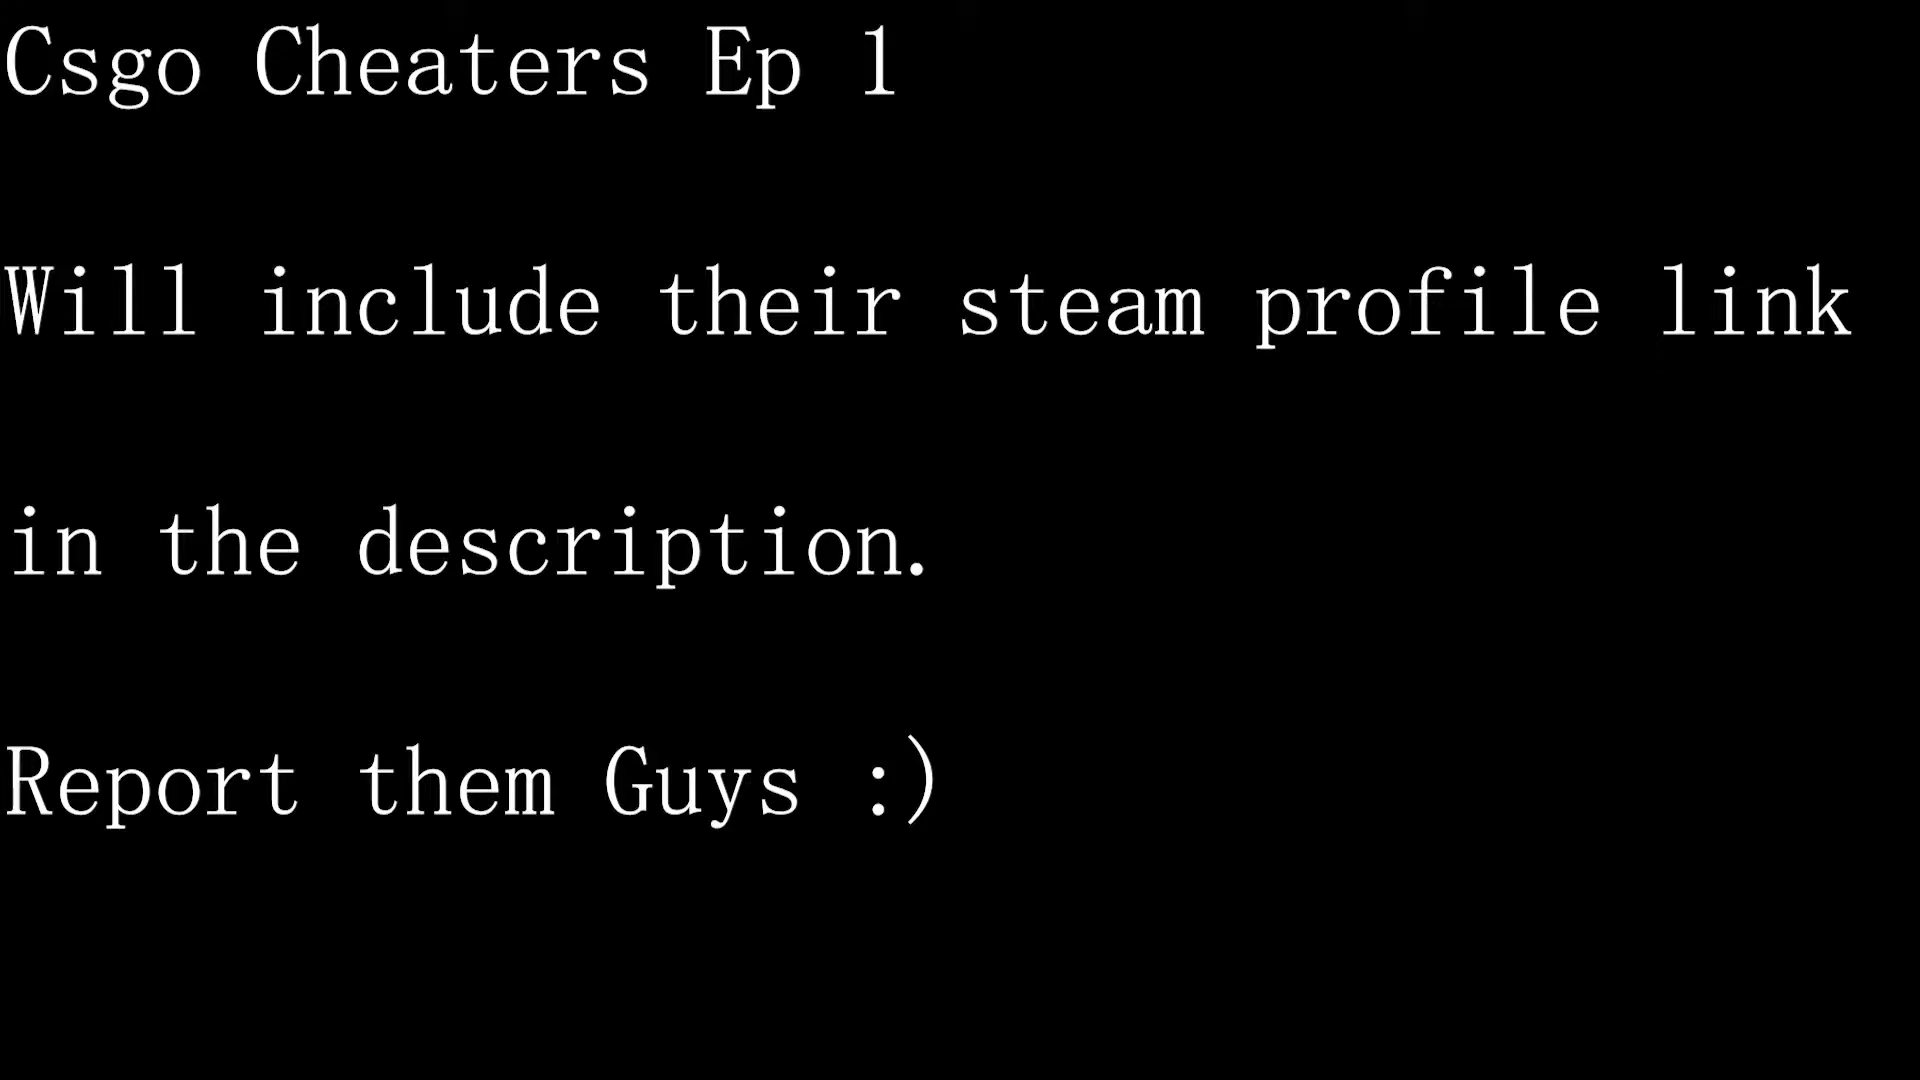 Csgo Cheaters Ep 1
Will include their steam profile link
in the description.
Report them Guys :)